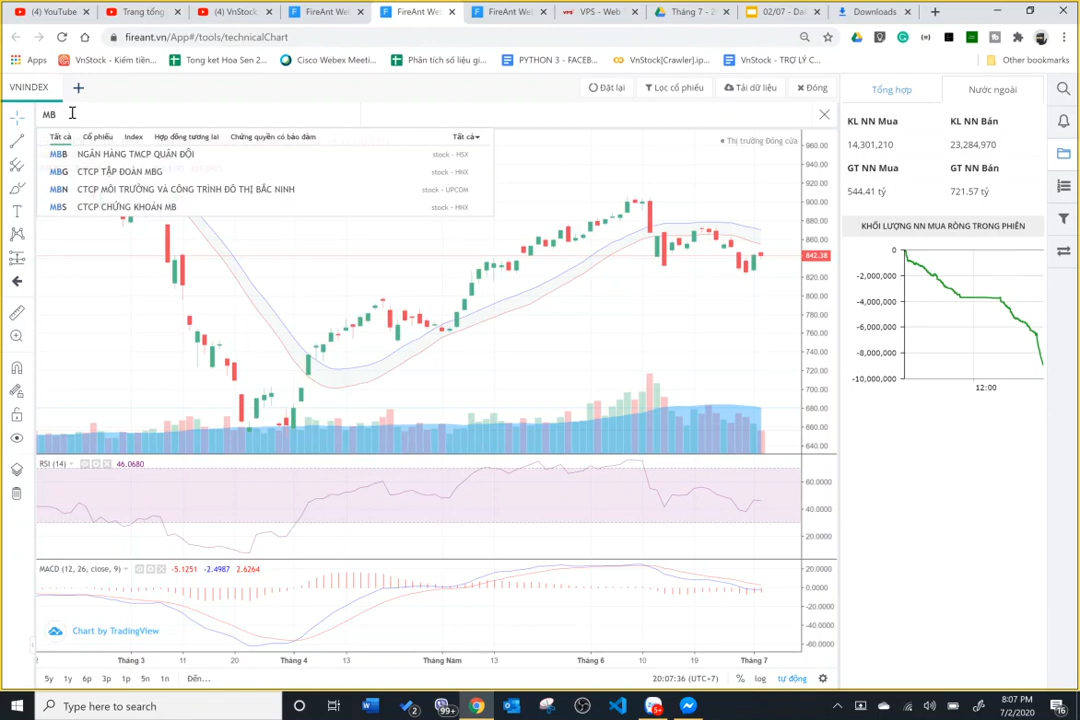 (4) YouTube
Trang tổng
(4) VnStock
FireAnt Wel
FireAnt We
FireAnt Wel
VPS - Web T
Tháng 7 - 2
02/07 - Dai
Downloads
fireant.vn/App#/tools/technicalChart
Apps
VnStock - Kiếm tiền...
Tong ket Hoa Sen 2...
Cisco Webex Meeti...
Phân tích số liệu gi...
PYTHON 3 - FACEB...
VnStock[Crawler].ip...
VnStock - TRỢ LÝ C...
Other bookmarks
VNINDEX
Đặt lại
Lọc cổ phiếu
Tải dữ liệu
Đóng
Tổng hợp
Nước ngoài
MB
Tất cả
Cổ phiếu
Index
Hợp đồng tương lai
Chứng quyền có bảo đảm
Tất cả
MBB NGÂN HÀNG TMCP QUÂN ĐỘI stock - HSX
MBG CTCP TẬP ĐOÀN MBG stock - HNX
MBN CTCP MÔI TRƯỜNG VÀ CÔNG TRÌNH ĐÔ THỊ BẮC NINH stock - UPCOM
MBS CTCP CHỨNG KHOÁN MB stock - HNX
Thị trường Đóng cửa
960.00
940.00
920.00
900.00
880.00
860.00
842.38
820.00
800.00
780.00
760.00
740.00
720.00
700.00
680.00
660.00
640.00
KL NN Mua
KL NN Bán
14,301,210
23,284,970
GT NN Mua
GT NN Bán
544.41 tỷ
721.57 tỷ
KHỐI LƯỢNG NN MUA RÒNG TRONG PHIÊN
0
-2,000,000
-4,000,000
-6,000,000
-8,000,000
-10,000,000
12:00
RSI (14)
46.0680
60.0000
40.0000
20.0000
MACD (12, 26, close, 9)
-5.1251
-2.4987
2.6264
20.0000
0.0000
-20.0000
-40.0000
-60.0000
Chart by TradingView
Tháng 3
11
20
Tháng 4
13
Tháng Năm
13
Tháng 6
10
19
Tháng 7
5y
1y
6p
3p
1p
5n
1n
Đến...
20:07:36 (UTC+7)
%
log
tự động
Type here to search
2
99+
5+
8:07 PM
7/2/2020
16